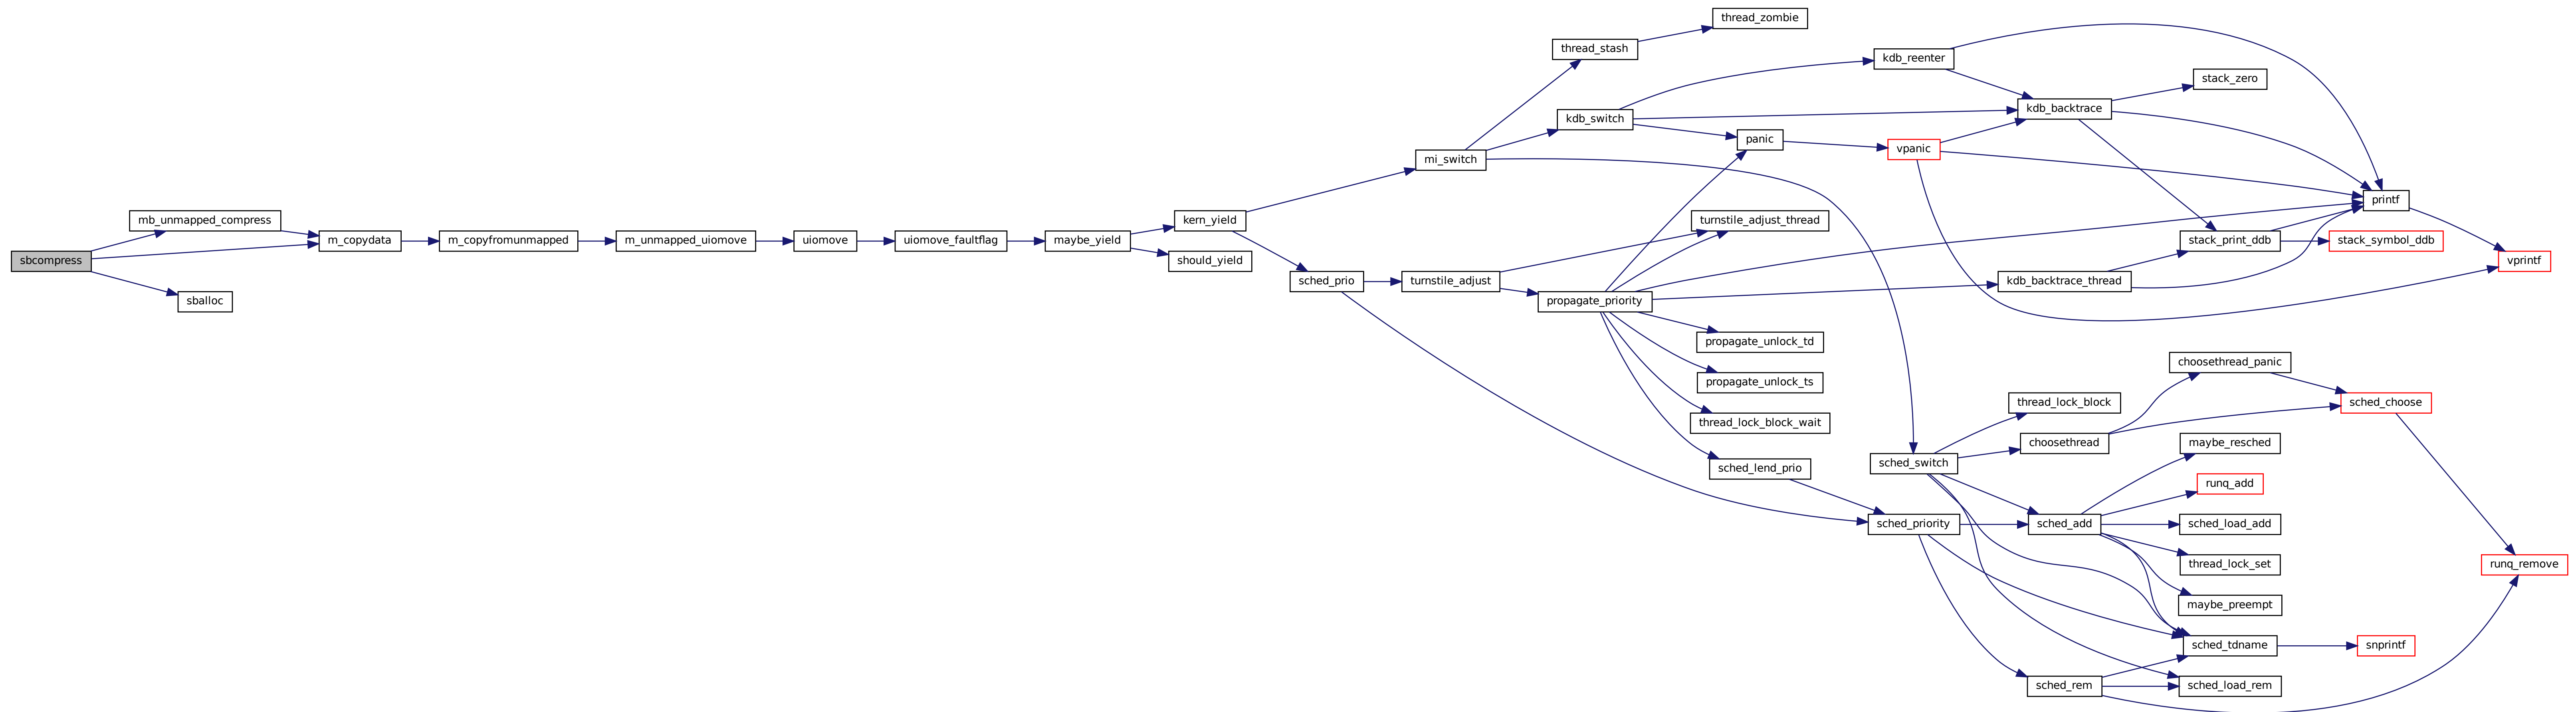 sbcompress
mb_unmapped_compress
sballoc
m_copydata
m_copyfromunmapped
m_unmapped_uiomove
uiomove
uiomove_faultflag
maybe_yield
kern_yield
should_yield
sched_prio
mi_switch
turnstile_adjust
thread_stash
kdb_switch
propagate_priority
thread_zombie
panic
turnstile_adjust_thread
propagate_unlock_td
propagate_unlock_ts
thread_lock_block_wait
sched_lend_prio
kdb_reenter
vpanic
sched_switch
sched_priority
kdb_backtrace
kdb_backtrace_thread
thread_lock_block
choosethread
sched_add
sched_rem
stack_zero
stack_print_ddb
choosethread_panic
maybe_resched
runq_add
sched_load_add
thread_lock_set
maybe_preempt
sched_tdname
sched_load_rem
printf
stack_symbol_ddb
sched_choose
snprintf
vprintf
runq_remove